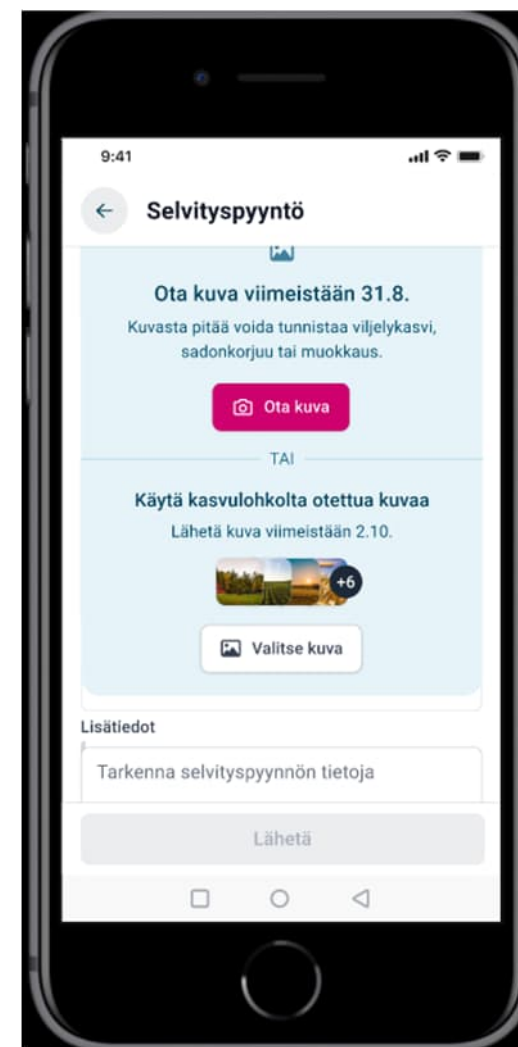 9:41
Selvityspyyntö
Ota kuva viimeistään 31.8.
Kuvasta pitää voida tunnistaa viljelykasvi,
sadonkorjuu tai muokkaus.
Ota kuva
TAI
Käytä kasvulohkolta otettua kuvaa
Lähetä kuva viimeistään 2.10.
+6
Valitse kuva
Lisätiedot
Tarkenna selvityspyynnön tietoja
Lähetä